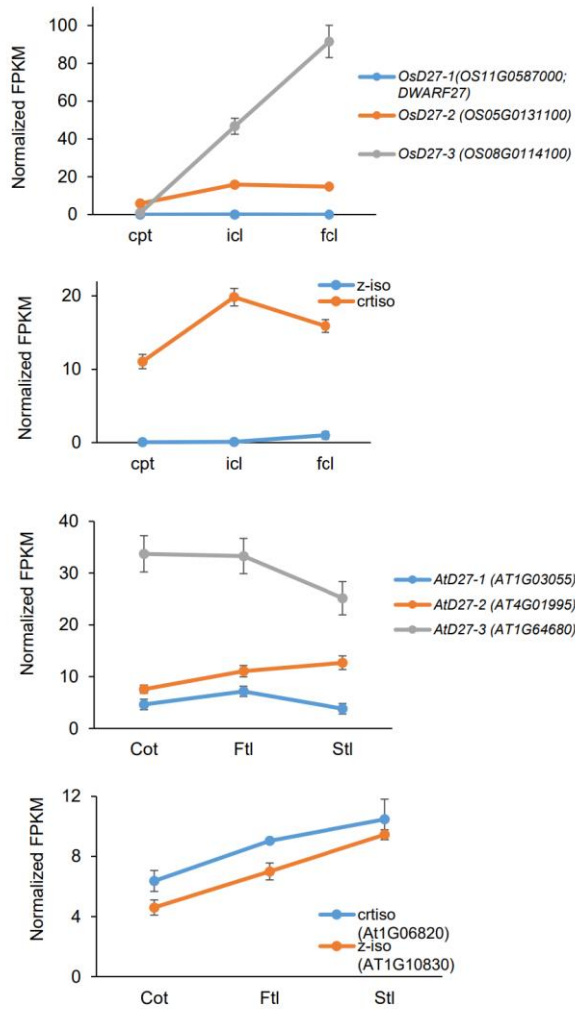 Normalized FPKM
100
80
60
40
20
0
cpt
icl
fcl
OsD27-1(OS11G0587000;
DWARF27)
OsD27-2 (OS05G0131100)
OsD27-3 (OS08G0114100)
Normalized FPKM
20
10
0
cpt
icl
fcl
z-iso
crtiso
Normalized FPKM
40
30
20
10
0
Cot
Ftl
Stl
AtD27-1 (AT1G03055)
AtD27-2 (AT4G01995)
AtD27-3 (AT1G64680)
Normalized FPKM
12
8
4
0
Cot
Ftl
Stl
crtiso
(At1G06820)
z-iso
(AT1G10830)